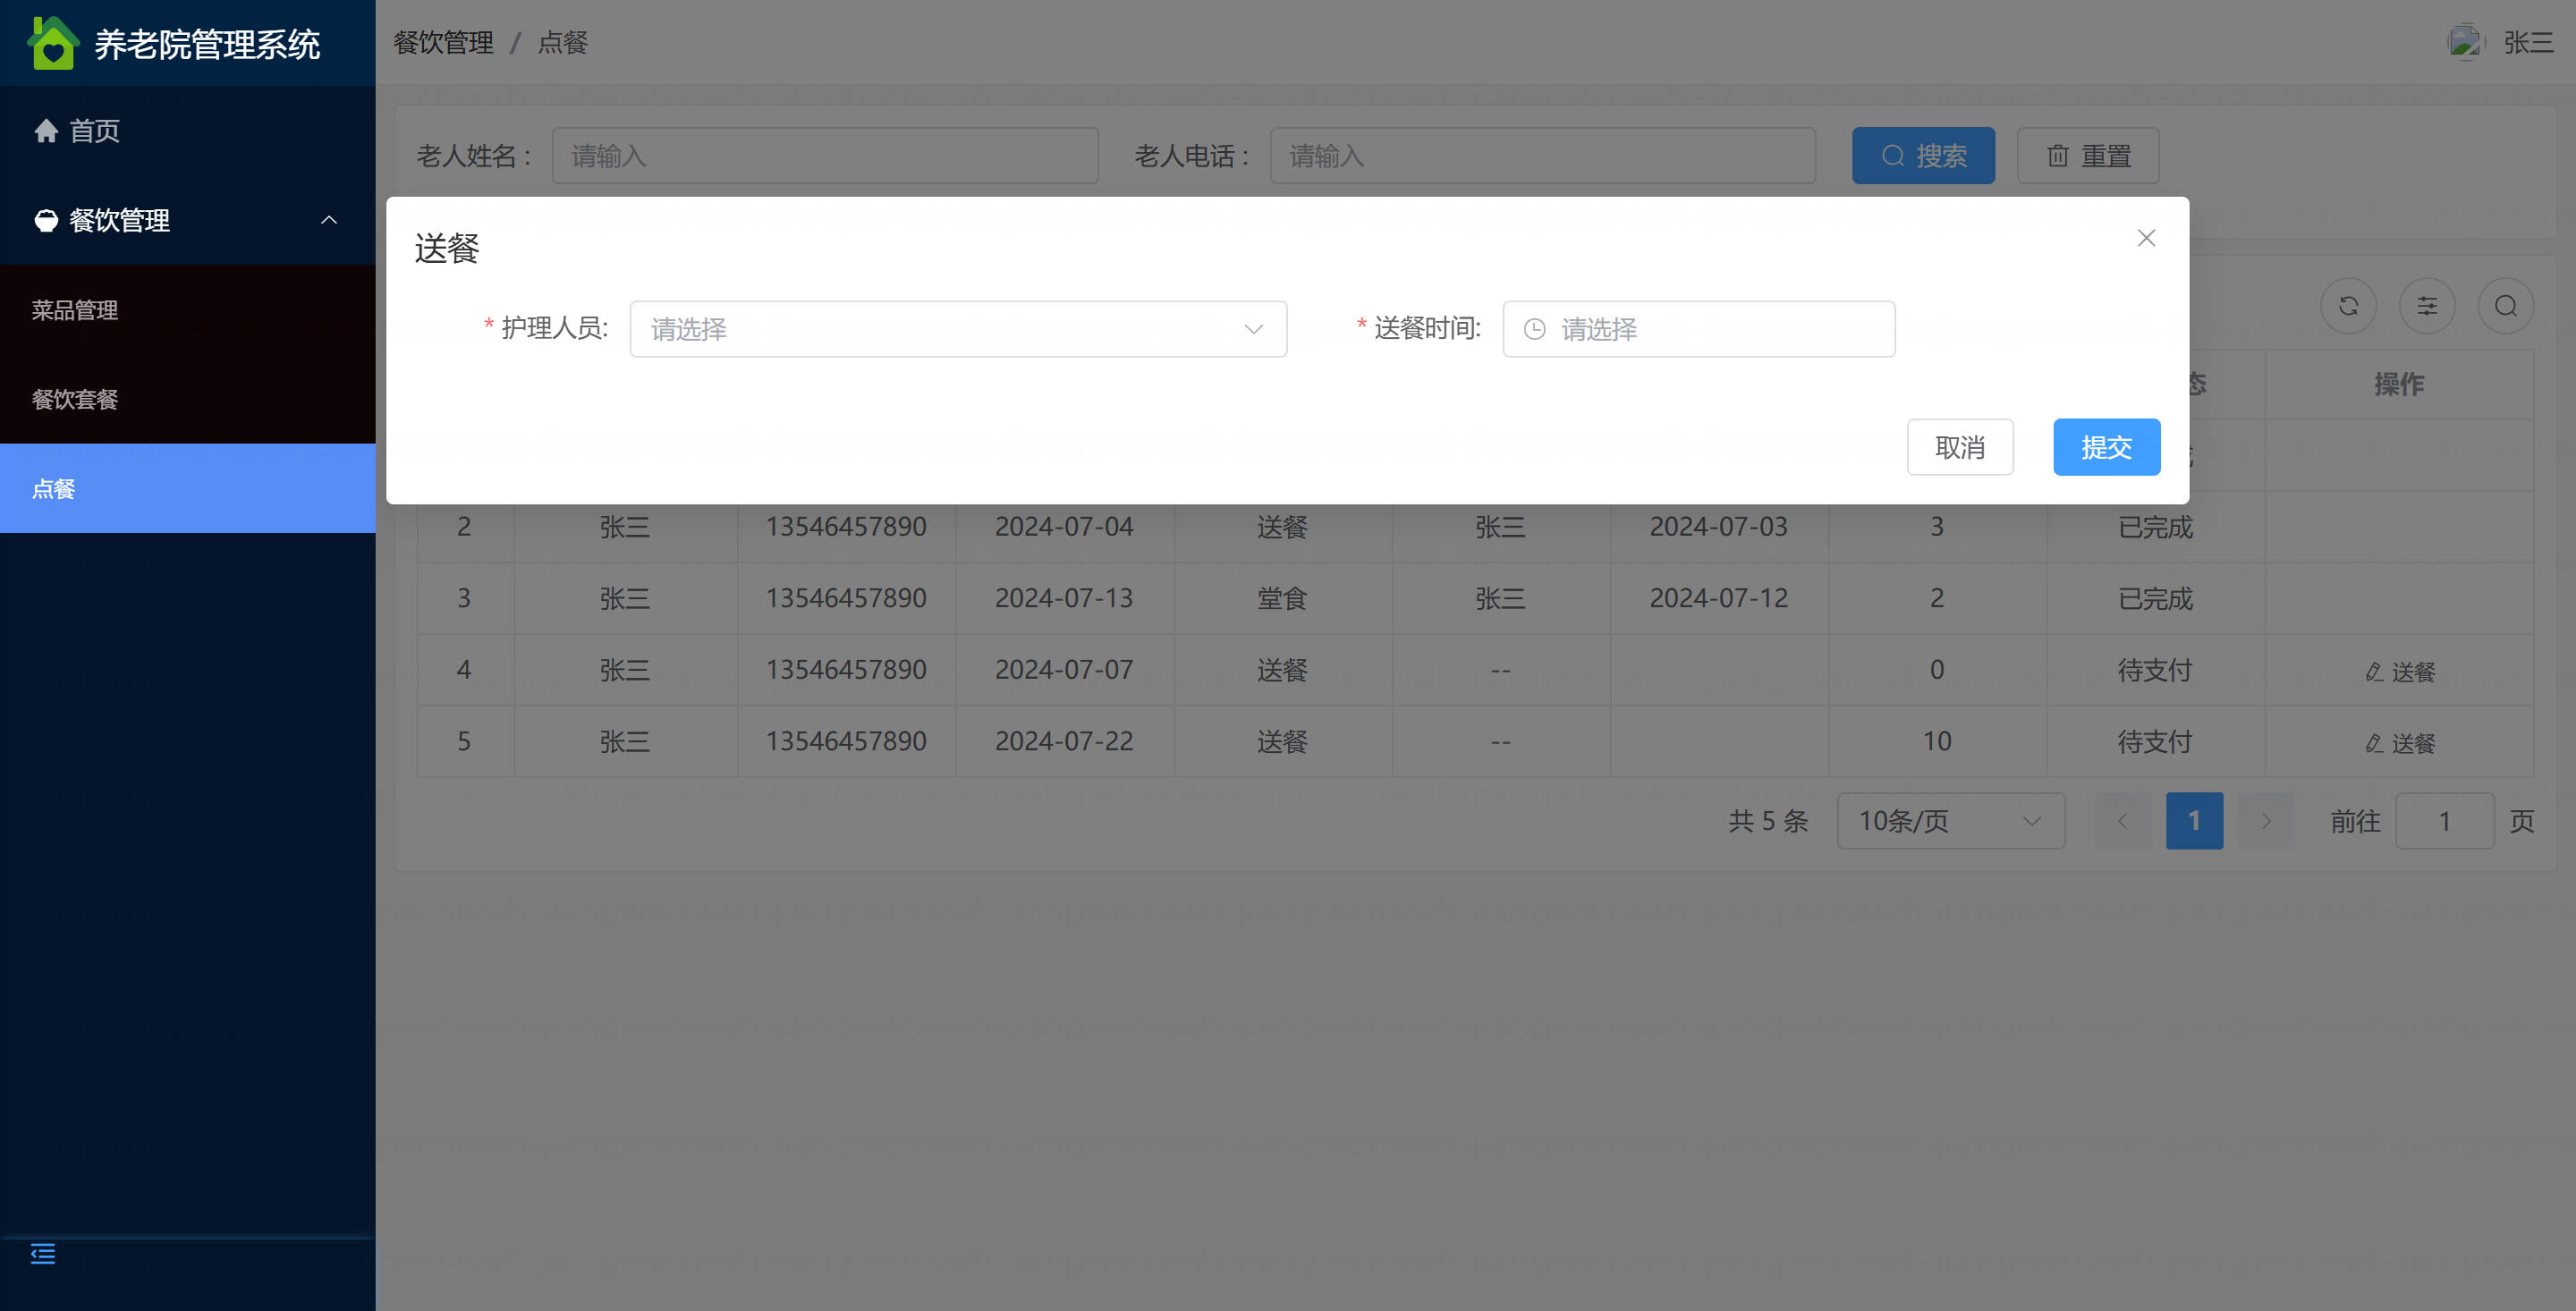 养老院管理系统
餐饮管理 / 点餐
张三
首页
餐饮管理
菜品管理
餐饮套餐
点餐
老人姓名：
请输入
老人电话：
请输入
搜索
重置
送餐
* 护理人员:
请选择
* 送餐时间:
请选择
取消
提交
操作
2 张三 13546457890 2024-07-04 送餐 张三 2024-07-03 3 已完成
3 张三 13546457890 2024-07-13 堂食 张三 2024-07-12 2 已完成
4 张三 13546457890 2024-07-07 送餐 -- 0 待支付 送餐
5 张三 13546457890 2024-07-22 送餐 -- 10 待支付 送餐
共 5 条
10条/页
1
前往 1 页